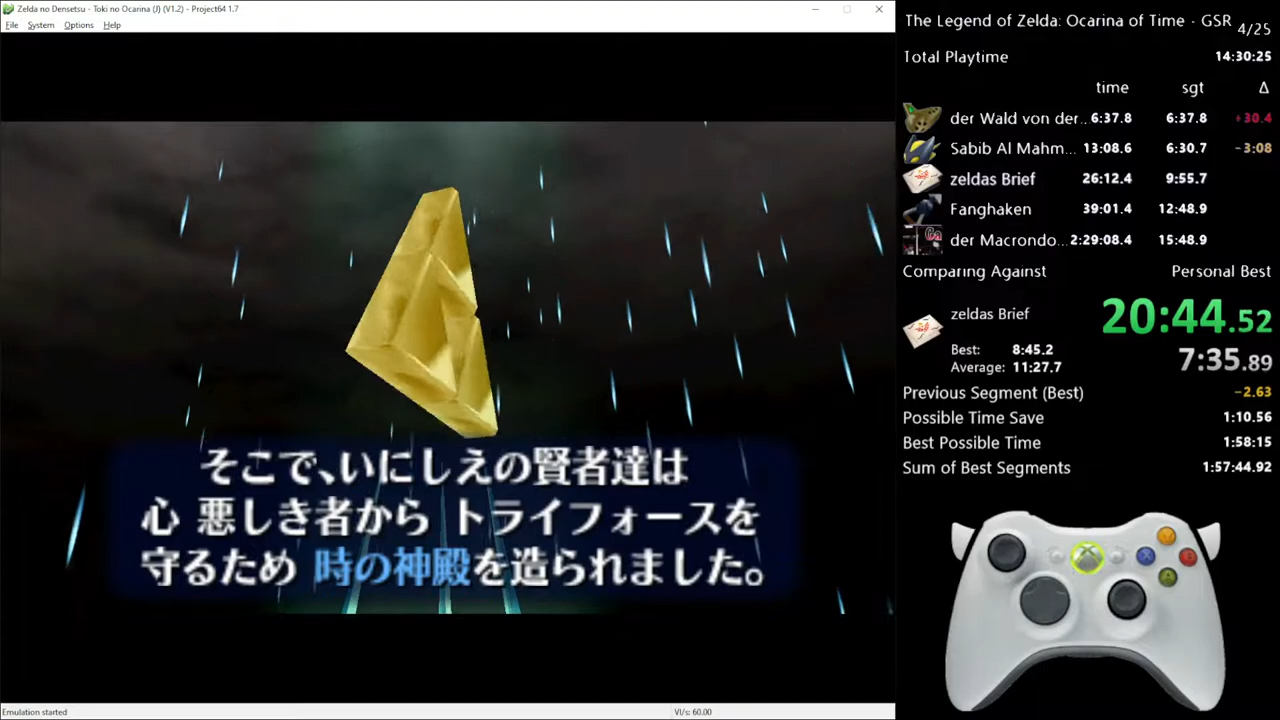 Zelda no Densetsu - Toki no Ocarina (J) (V1.2) - Project64 1.7
File System Options Help
そこで、いにしえの賢者達は
心 悪しき者から トライフォースを
守るため 時の神殿を造られました。
Emulation started
VI/s: 60.00
The Legend of Zelda: Ocarina of Time - GSR
4/25
Total Playtime 14:30:25
time sgt Δ
der Wald von der.. 6:37.8 6:37.8 +30.4
Sabib Al Mahm... 13:08.6 6:30.7 -3:08
zeldas Brief 26:12.4 9:55.7
Fanghaken 39:01.4 12:48.9
der Macrondo... 2:29:08.4 15:48.9
Comparing Against Personal Best
zeldas Brief 20:44.52
Best: 8:45.2
Average: 11:27.7
7:35.89
Previous Segment (Best) -2.63
Possible Time Save 1:10.56
Best Possible Time 1:58:15
Sum of Best Segments 1:57:44.92